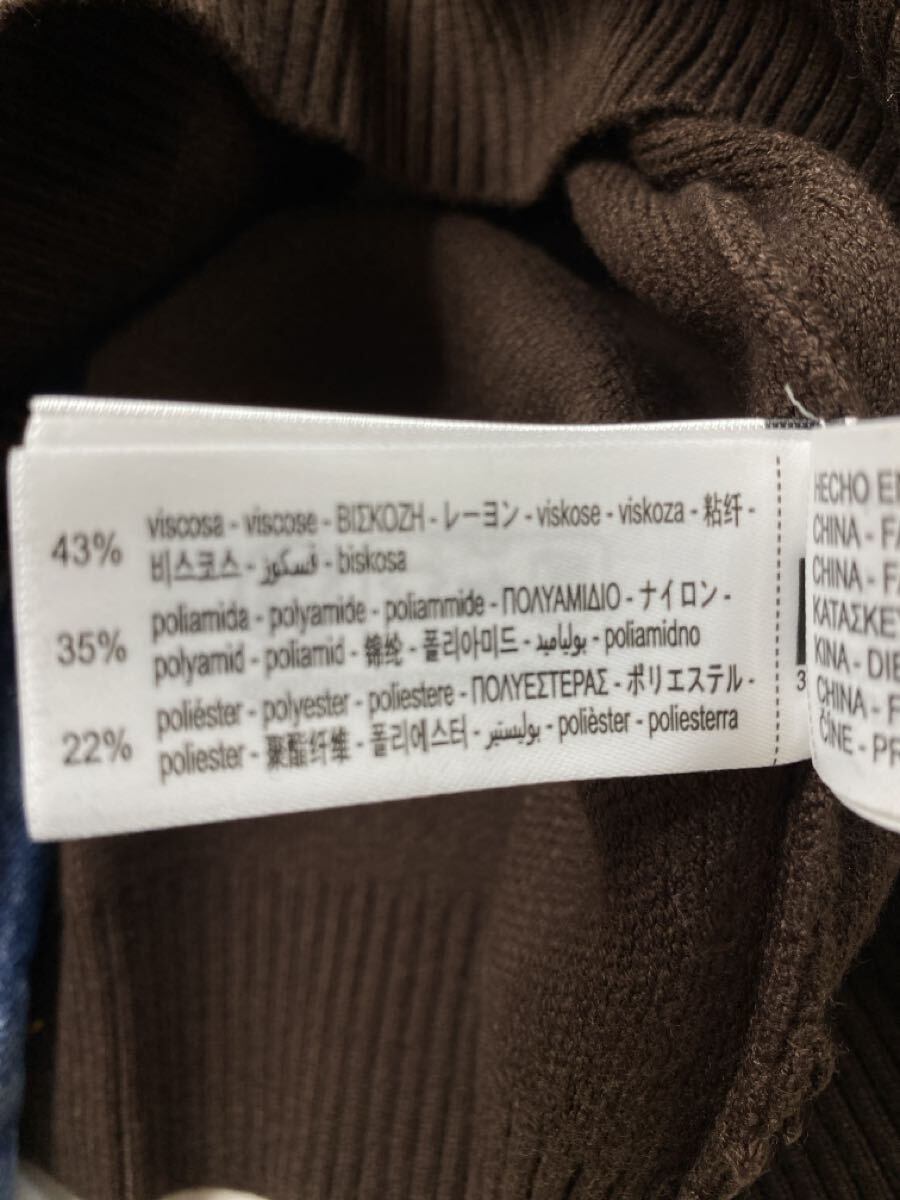 43%
viscosa - viscose - ΒΙΣΚΟΖΗ - レーヨン - viskose - viskoza - 粘纤 -
비스코스 - فسكوز - biskosa
35%
poliamida - polyamide - poliammide - ΠΟΛΥΑΜΙΔΙΟ - ナイロン -
polyamid - poliamid - 锦纶 - 폴리아미드 - بولياميد - poliamidno
22%
poliéster - polyester - poliestere - ΠΟΛΥΕΣΤΕΡΑΣ - ポリエステル -
poliester - 聚酯纤维 - 폴리에스터 - بوليستير - polièster - poliesterra
3
HECHO EN
CHINA - FA
CHINA - FA
ΚΑΤΑΣΚΕΥ
KINA - DIE
CHINA - F
ČINE - PR